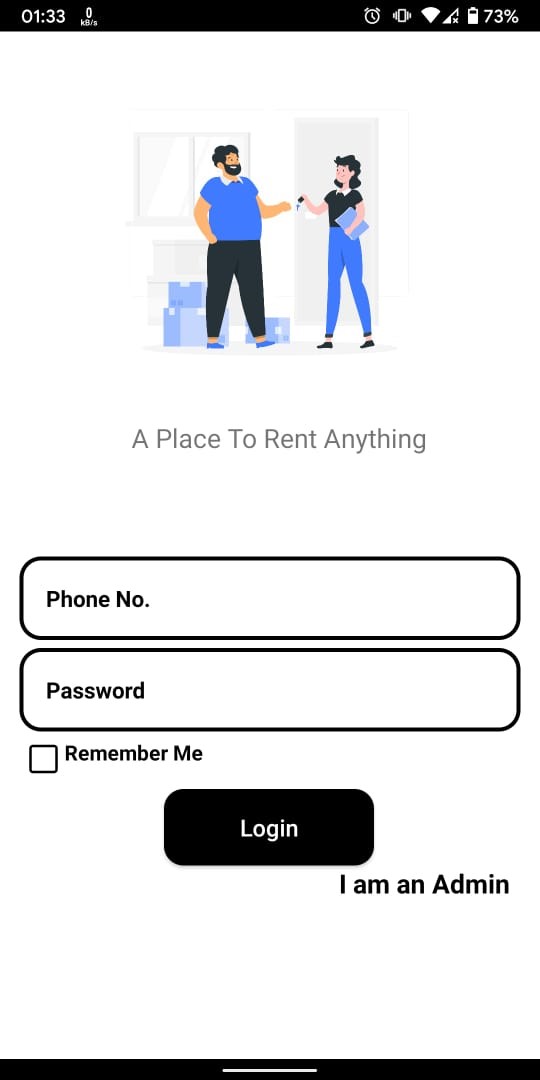 01:33 0 kB/s 73%
A Place To Rent Anything
Phone No.
Password
Remember Me
Login
I am an Admin